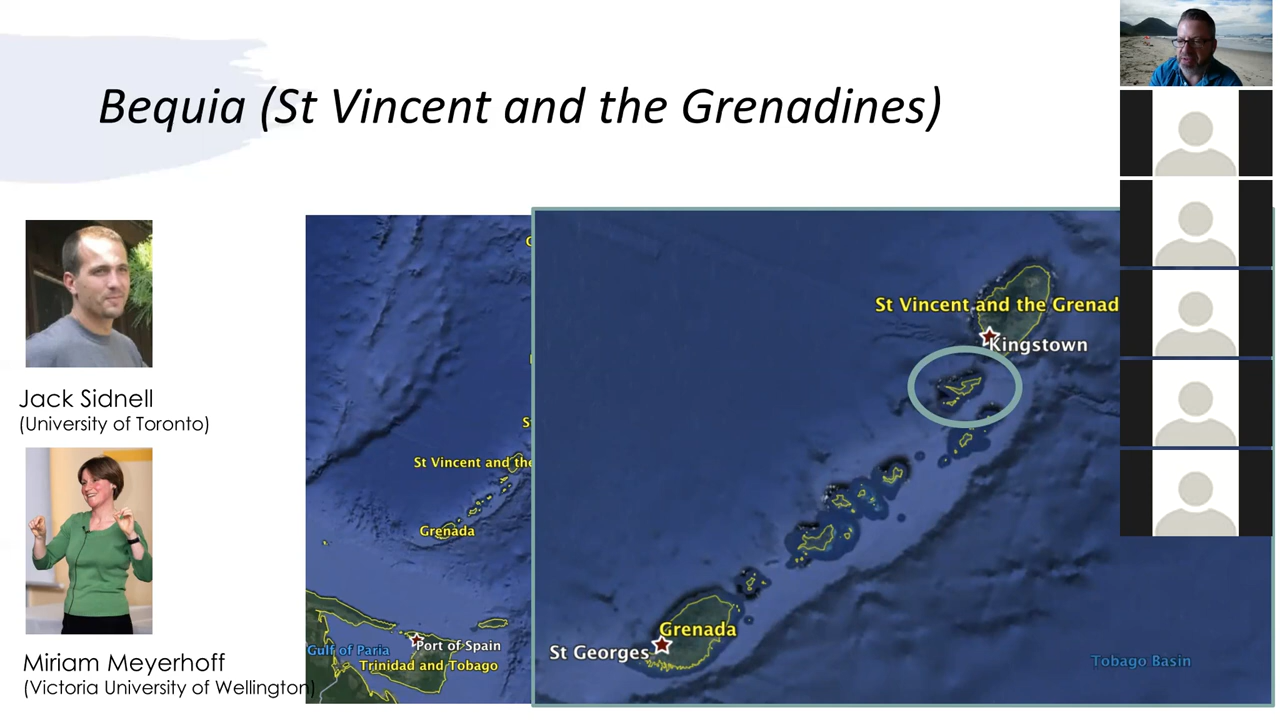 Bequia (St Vincent and the Grenadines)
Jack Sidnell
(University of Toronto)
Miriam Meyerhoff
(Victoria University of Wellington)
St Vincent and the
Grenada
Gulf of Paria
Port of Spain
Trinidad and Tobago
St Vincent and the Grenad
Kingstown
Grenada
St Georges
Tobago Basin